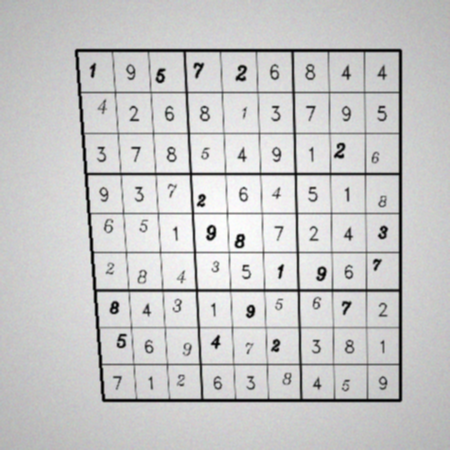 1 9 5 7 2 6 8 4 4
4 2 6 8 1 3 7 9 5
3 7 8 5 4 9 1 2 6
9 3 7 2 6 4 5 1 8
6 5 1 9 8 7 2 4 3
2 8 4 3 5 1 9 6 7
8 4 3 1 9 5 6 7 2
5 6 9 4 7 2 3 8 1
7 1 2 6 3 8 4 5 9